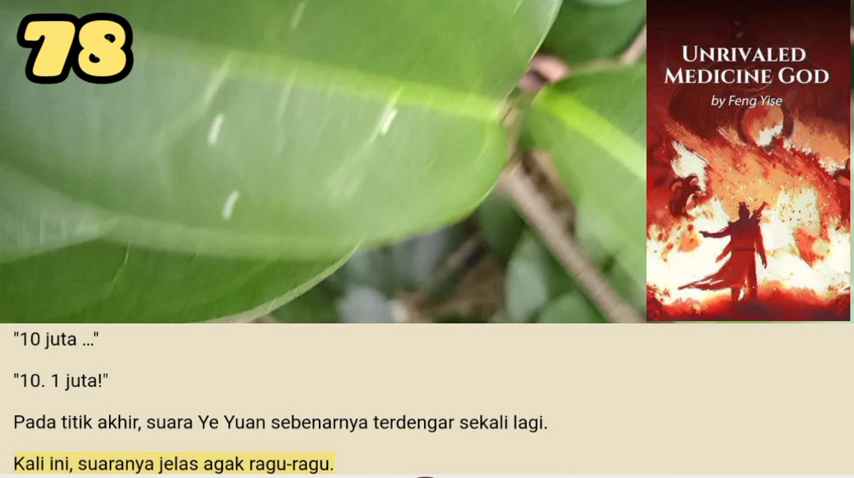 78
UNRIVALED
MEDICINE GOD
by Feng Yise
"10 juta ..."
"10. 1 juta!"
Pada titik akhir, suara Ye Yuan sebenarnya terdengar sekali lagi.
Kali ini, suaranya jelas agak ragu-ragu.